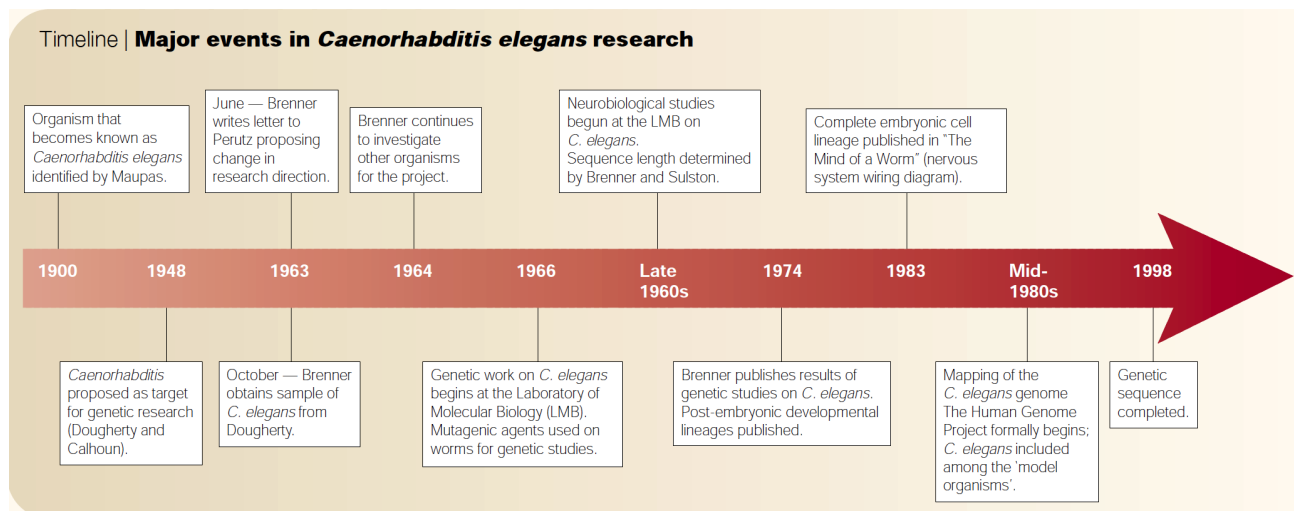 Timeline | Major events in Caenorhabditis elegans research
Organism that
becomes known as
Caenorhabditis elegans
identified by Maupas.
June — Brenner
writes letter to
Perutz proposing
change in
research direction.
Brenner continues
to investigate
other organisms
for the project.
Neurobiological studies
begun at the LMB on
C. elegans.
Sequence length determined
by Brenner and Sulston.
Complete embryonic cell
lineage published in "The
Mind of a Worm" (nervous
system wiring diagram).
1900
1948
1963
1964
1966
Late
1960s
1974
1983
Mid-
1980s
1998
Caenorhabditis
proposed as target
for genetic research
(Dougherty and
Calhoun).
October — Brenner
obtains sample of
C. elegans from
Dougherty.
Genetic work on C. elegans
begins at the Laboratory of
Molecular Biology (LMB).
Mutagenic agents used on
worms for genetic studies.
Brenner publishes results of
genetic studies on C. elegans.
Post-embryonic developmental
lineages published.
Mapping of the
C. elegans genome
The Human Genome
Project formally begins;
C. elegans included
among the 'model
organisms'.
Genetic
sequence
completed.